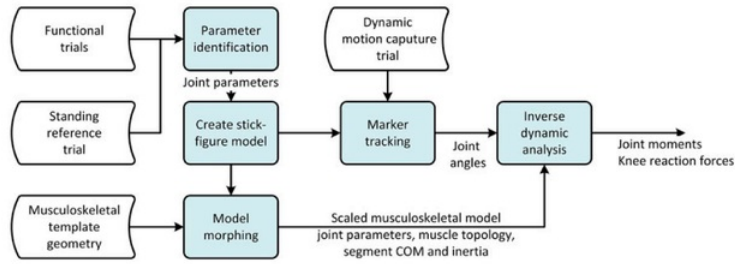 Functional
trials
Parameter
identification
Dynamic
motion caputure
trial
Joint parameters
Standing
reference
trial
Create stick-
figure model
Marker
tracking
Joint
angles
Inverse
dynamic
analysis
Joint moments
Knee reaction forces
Musculoskeletal
template
geometry
Model
morphing
Scaled musculoskeletal model
joint parameters, muscle topology,
segment COM and inertia